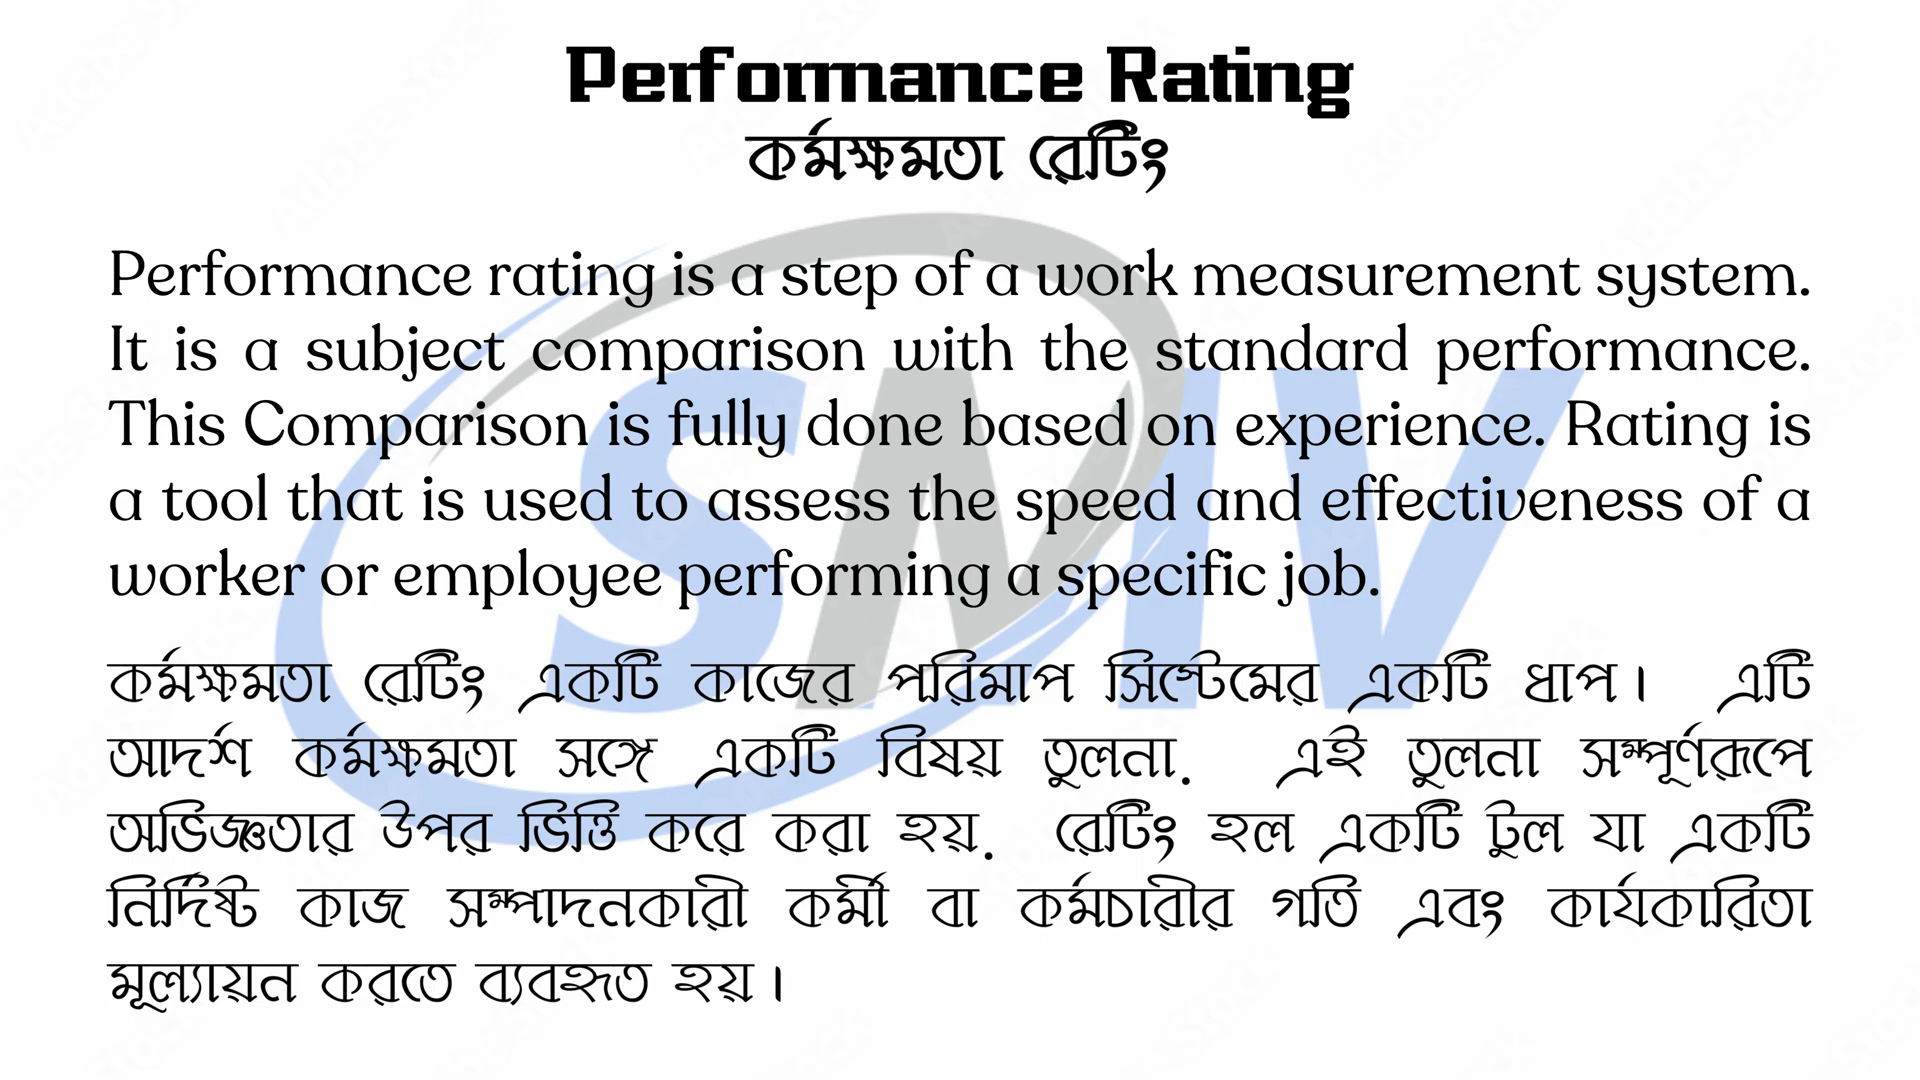 Performance Rating
কর্মক্ষমতা রেটিং
Performance rating is a step of a work measurement system.
It is a subject comparison with the standard performance.
This Comparison is fully done based on experience. Rating is
a tool that is used to assess the speed and effectiveness of a
worker or employee performing a specific job.
কর্মক্ষমতা রেটিং একটি কাজের পরিমাপ সিস্টেমের একটি ধাপ। এটি
আদর্শ কর্মক্ষমতা সঙ্গে একটি বিষয় তুলনা. এই তুলনা সম্পূর্ণরূপে
অভিজ্ঞতার উপর ভিত্তি করে করা হয়. রেটিং হল একটি টুল যা একটি
নির্দিষ্ট কাজ সম্পাদনকারী কর্মী বা কর্মচারীর গতি এবং কার্যকারিতা
মূল্যায়ন করতে ব্যবহৃত হয়।
SMV